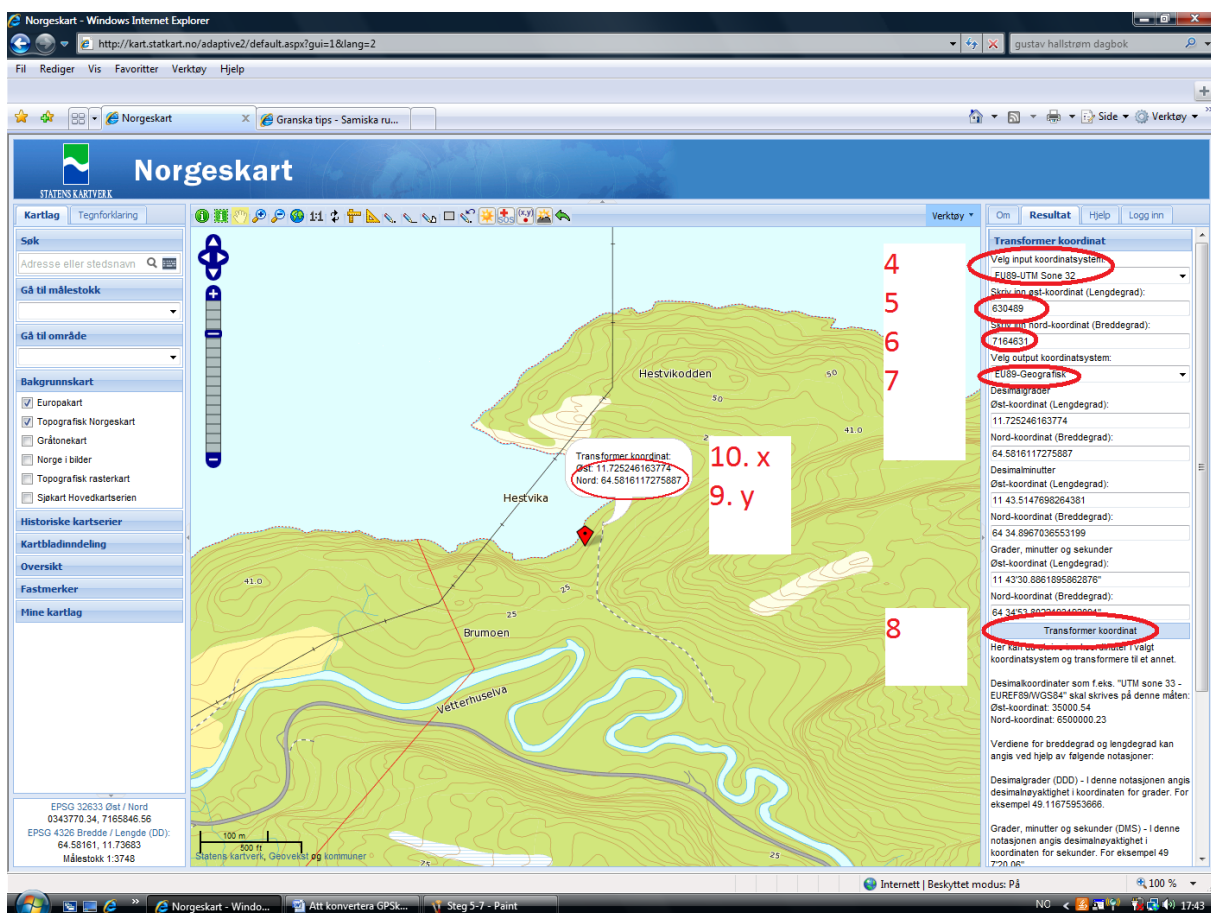 Norgeskart - Windows Internet Explorer
http://kart.statkart.no/adaptive2/default.aspx?gui=1&lang=2
gustav hallstrøm dagbok
Fil Rediger Vis Favoritter Verktøy Hjelp
Norgeskart
Granska tips - Samiska ru...
Side
Verktøy
STATENS KARTVERK
Norgeskart
Kartlag
Tegnforklaring
Søk
Adresse eller stedsnavn
Gå til målestokk
Gå til område
Bakgrunnskart
Europakart
Topografisk Norgeskart
Gråtonekart
Norge i bilder
Topografisk rasterkart
Sjøkart Hovedkartserien
Historiske kartserier
Kartbladinndeling
Oversikt
Fastmerker
Mine kartlag
EPSG 32633 Øst / Nord
0343770.34, 7165846.56
EPSG 4326 Bredde / Lengde (DD):
64.58161, 11.73683
Målestokk 1:3748
1:1
SOS
(x,y)
Verktøy
Hestvikodden
50
50
41.0
Transformer koordinat:
Øst: 11.725246163774
Nord: 64.5816117275887
Hestvika
41.0
25
25
Brumoen
Vetterhuselva
100 m
500 ft
Statens kartverk, Geovekst og kommuner
25
25
4
5
6
7
10. x
9. y
8
Om
Resultat
Hjelp
Logg inn
Transformer koordinat
Velg input koordinatsystem:
EU89-UTM Sone 32
Skriv inn øst-koordinat (Lengdegrad):
630489
Skriv inn nord-koordinat (Breddegrad):
7164631
Velg output koordinatsystem:
EU89-Geografisk
Desimalgrader
Øst-koordinat (Lengdegrad):
11.725246163774
Nord-koordinat (Breddegrad):
64.5816117275887
Desimalminutter
Øst-koordinat (Lengdegrad):
11 43.5147698264381
Nord-koordinat (Breddegrad):
64 34.8967036553199
Grader, minutter og sekunder
Øst-koordinat (Lengdegrad):
11 43'30.8861895862876"
Nord-koordinat (Breddegrad):
Transformer koordinat
Her kan du skrive inn koordinater i valgt
koordinatsystem og transformere til et annet.
Desimalkoordinater som f.eks. "UTM sone 33 -
EUREF89/WGS84" skal skrives på denne måten:
Øst-koordinat: 35000.54
Nord-koordinat: 6500000.23
Verdiene for breddegrad og lengdegrad kan
angis ved hjelp av følgende notasjoner:
Desimalgrader (DDD) - I denne notasjonen angis
desimalnøyaktighet i koordinaten for grader. For
eksempel 49.11675953666.
Grader, minutter og sekunder (DMS) - I denne
notasjonen angis desimalnøyaktighet i
koordinaten for sekunder. For eksempel 49
7'20.06"
Internett | Beskyttet modus: På
100 %
Norgeskart - Windo...
Att konvertera GPSk...
Steg 5-7 - Paint
NO
17:43